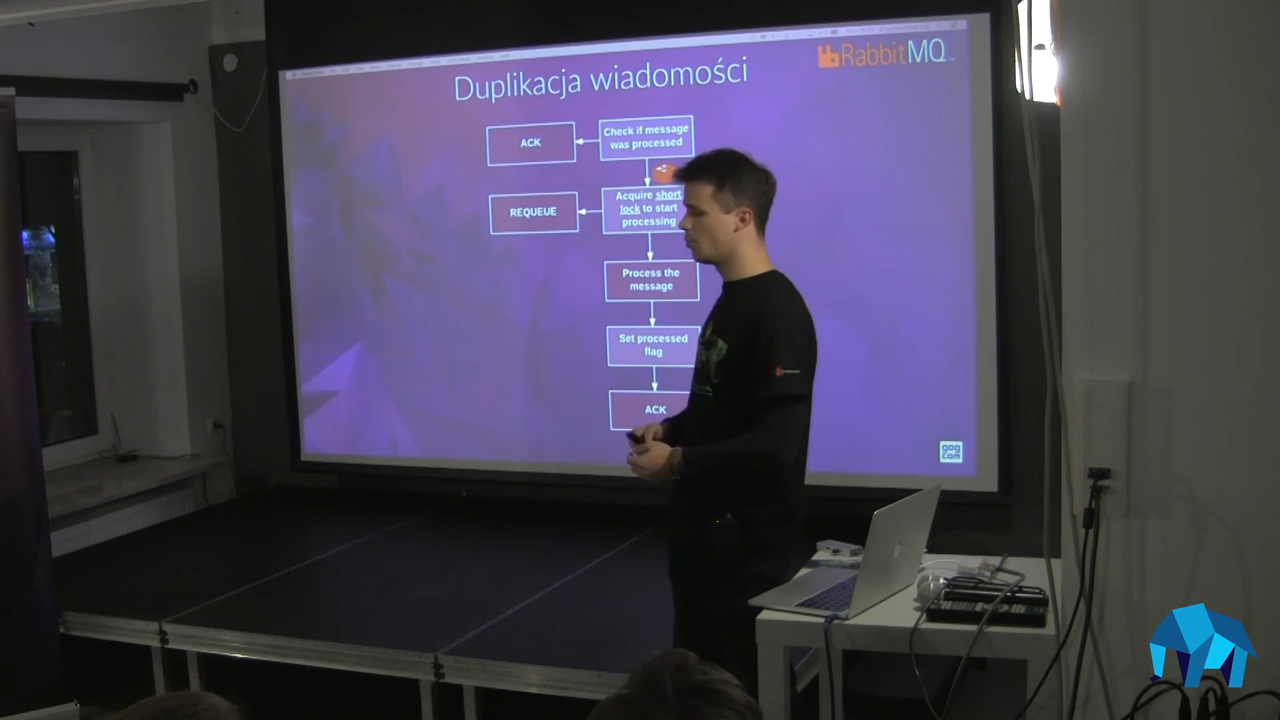 Duplikacja wiadomości
RabbitMQ
ACK
Check if message
was processed
REQUEUE
Acquire short
lock to start
processing
Process the
message
Set processed
flag
ACK
gog
com